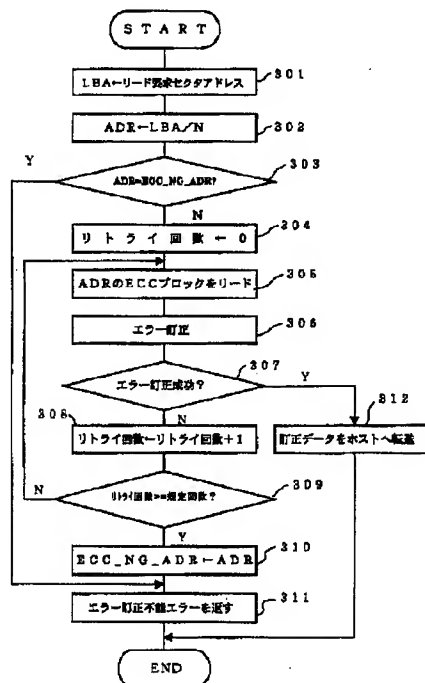 START
LBA←リード要求セクタアドレス
301
ADR←LBA/N
302
Y
ADR=ECC_NG_ADR?
303
N
リトライ回数←0
304
ADRのECCブロックをリード
305
エラー訂正
306
エラー訂正成功?
307
Y
N
308
リトライ回数←リトライ回数+1
312
訂正データをホストへ転送
N
リトライ回数>=規定回数?
309
Y
ECC_NG_ADR←ADR
310
エラー訂正不能エラーを返す
311
END